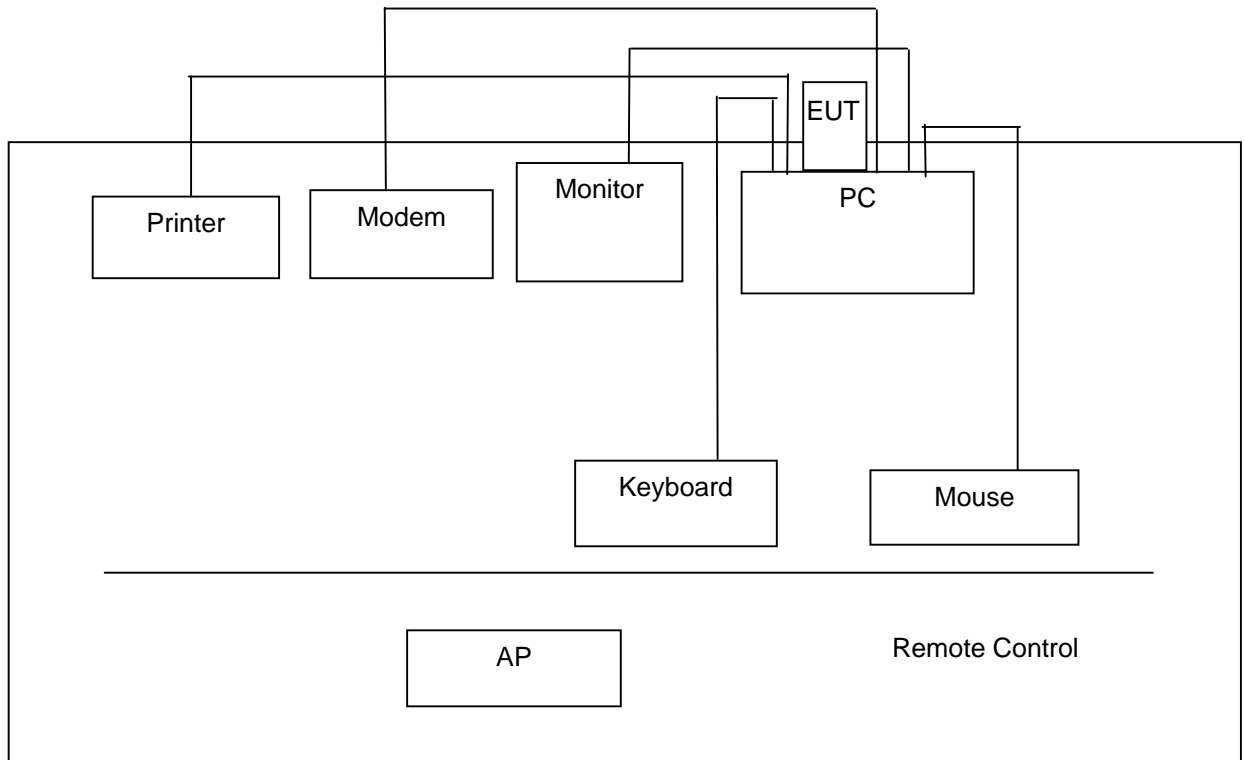 EUT
Printer
Modem
Monitor
PC
Keyboard
Mouse
AP
Remote Control